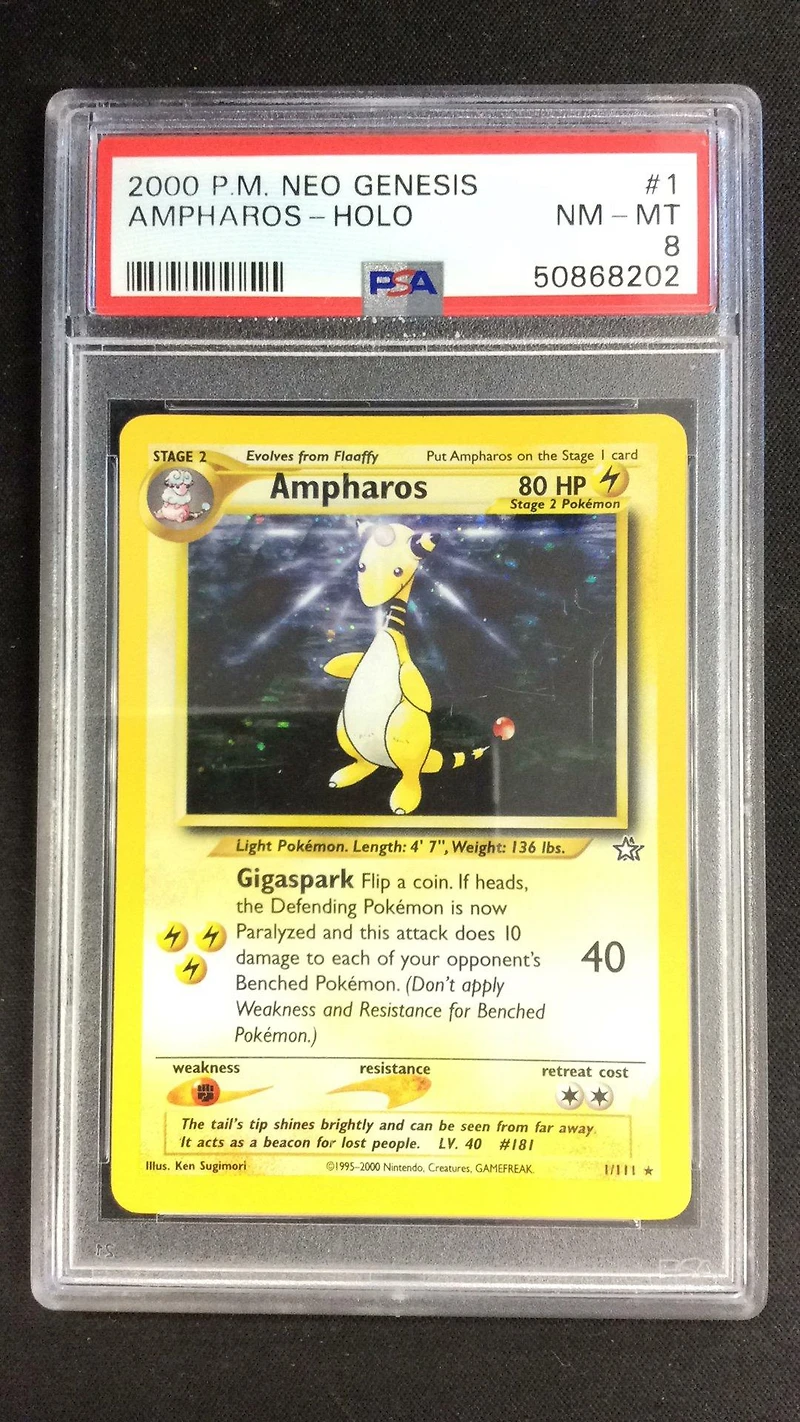 2000 P.M. NEO GENESIS #1
AMPHAROS - HOLO NM - MT
8
PSA 50868202
STAGE 2 Evolves from Flaaffy Put Ampharos on the Stage 1 card
Ampharos 80 HP
Stage 2 Pokémon
Light Pokémon. Length: 4' 7", Weight: 136 lbs.
Gigaspark Flip a coin. If heads,
the Defending Pokémon is now
Paralyzed and this attack does 10
damage to each of your opponent's
Benched Pokémon. (Don't apply
Weakness and Resistance for Benched
Pokémon.)
40
weakness resistance retreat cost
The tail's tip shines brightly and can be seen from far away.
It acts as a beacon for lost people. LV. 40 #181
Illus. Ken Sugimori ©1995-2000 Nintendo, Creatures, GAMEFREAK. 1/111 ★
PSA